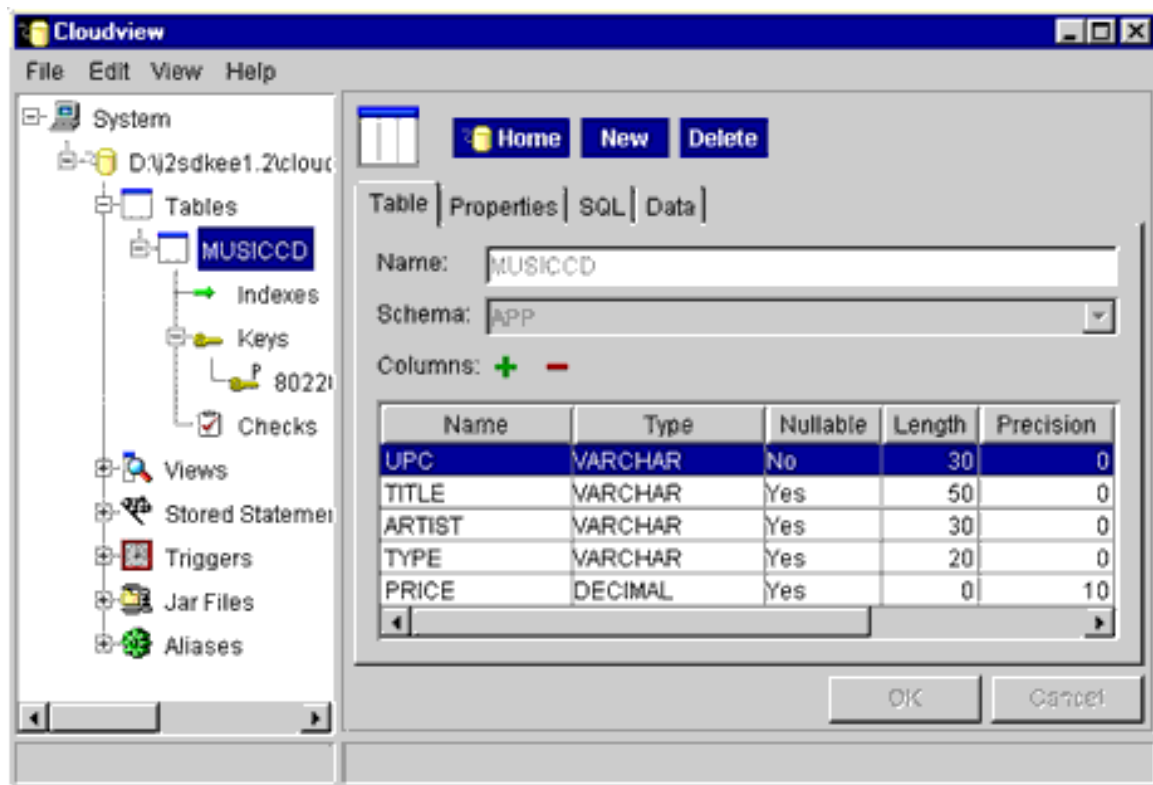 Cloudview
File Edit View Help
System
D:\j2sdkee1.2\cloud
Tables
MUSICCD
Indexes
Keys
P
8022
Checks
Views
Stored Statemer
Triggers
Jar Files
Aliases
Home New Delete
Table Properties SQL Data
Name: MUSICCD
Schema: APP
Columns:
Name Type Nullable Length Precision
UPC VARCHAR No 30 0
TITLE VARCHAR Yes 50 0
ARTIST VARCHAR Yes 30 0
TYPE VARCHAR Yes 20 0
PRICE DECIMAL Yes 0 10
OK Cancel